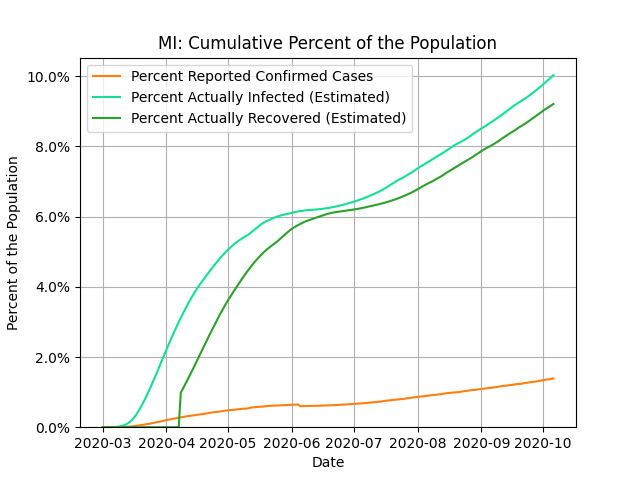 MI: Cumulative Percent of the Population
Percent Reported Confirmed Cases
Percent Actually Infected (Estimated)
Percent Actually Recovered (Estimated)
Percent of the Population
10.0%
8.0%
6.0%
4.0%
2.0%
0.0%
2020-03 2020-04 2020-05 2020-06 2020-07 2020-08 2020-09 2020-10
Date